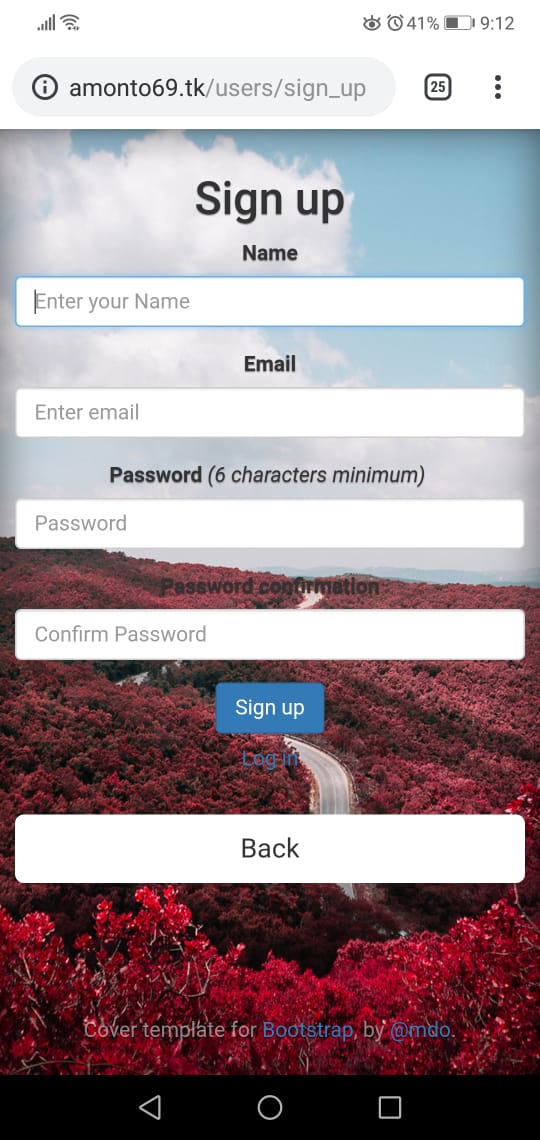 41% 9:12
amonto69.tk/users/sign_up 25
Sign up
Name
Enter your Name
Email
Enter email
Password (6 characters minimum)
Password
Password confirmation
Confirm Password
Sign up
Log in
Back
Cover template for Bootstrap, by @mdo.